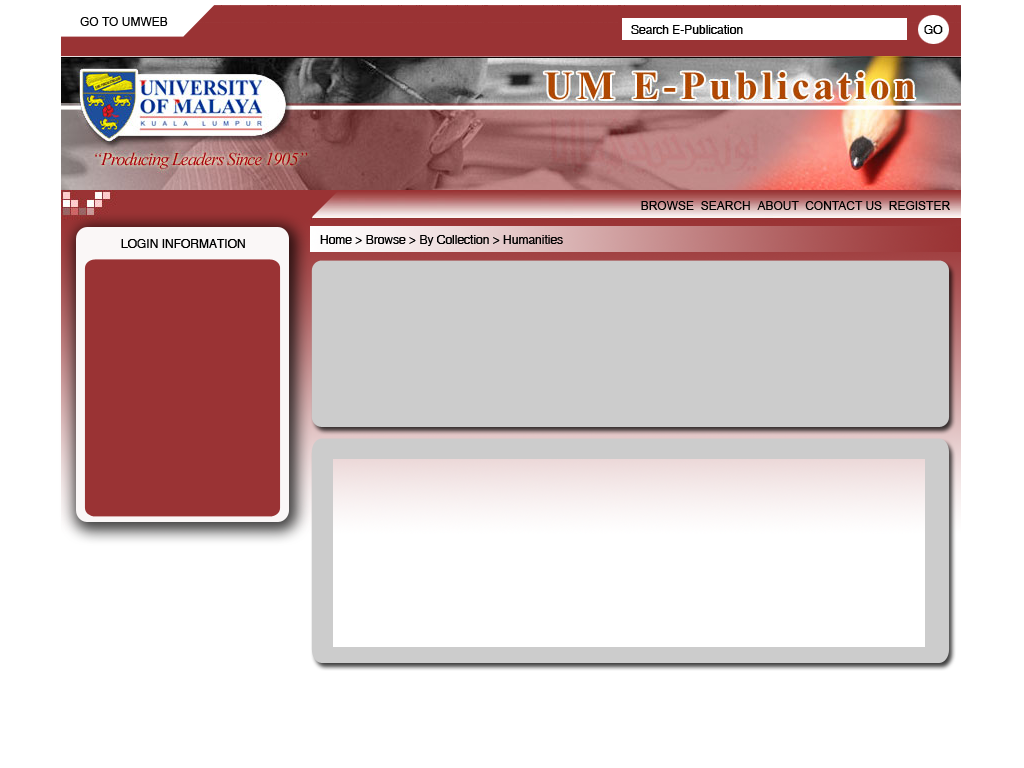 GO TO UMWEB
Search E-Publication
GO
UM E-Publication
UNIVERSITY
OF MALAYA
KUALA LUMPUR
“Producing Leaders Since 1905”
BROWSE SEARCH ABOUT CONTACT US REGISTER
LOGIN INFORMATION
Home > Browse > By Collection > Humanities